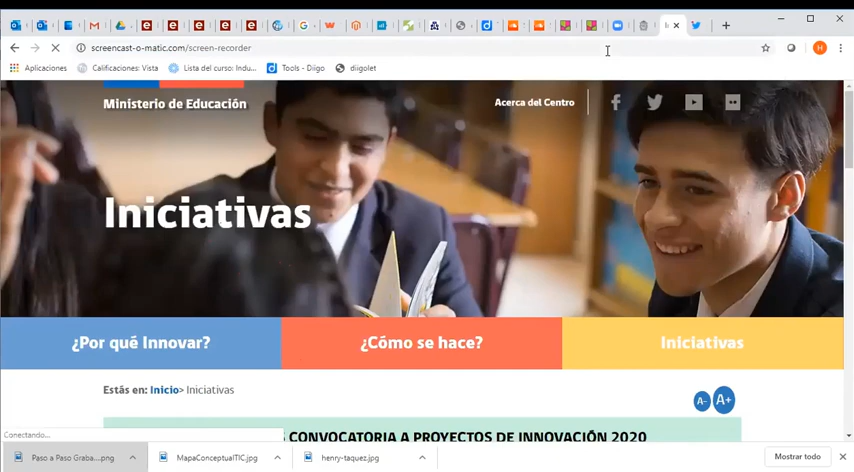 screencast-o-matic.com/screen-recorder
H
Aplicaciones
Calificaciones: Vista
Lista del curso: Indu...
Tools - Diigo
diigolet
Ministerio de Educación
Acerca del Centro
Iniciativas
¿Por qué Innovar?
¿Cómo se hace?
Iniciativas
Estás en: Inicio> Iniciativas
A- A+
CONVOCATORIA A PROYECTOS DE INNOVACIÓN 2020
Conectando...
Paso a Paso Graba....png
MapaConceptualTIC.jpg
henry-taquez.jpg
Mostrar todo